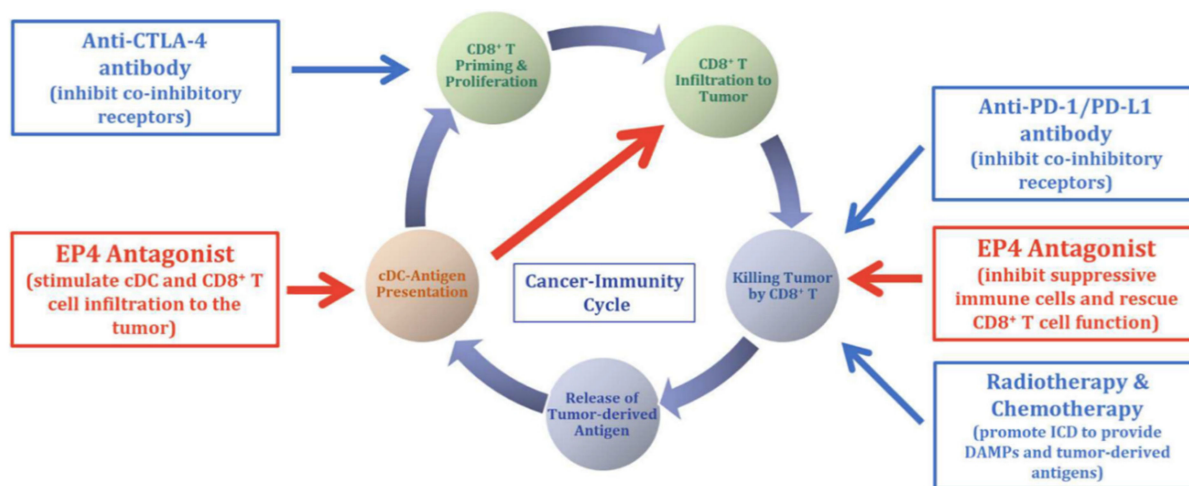 Anti-CTLA-4
antibody
(inhibit co-inhibitory
receptors)
CD8⁺ T
Priming &
Proliferation
CD8⁺ T
Infiltration to
Tumor
Anti-PD-1/PD-L1
antibody
(inhibit co-inhibitory
receptors)
EP4 Antagonist
(stimulate cDC and CD8⁺ T
cell infiltration to the
tumor)
cDC-Antigen
Presentation
Cancer-Immunity
Cycle
Killing Tumor
by CD8⁺ T
EP4 Antagonist
(inhibit suppressive
immune cells and rescue
CD8⁺ T cell function)
Release of
Tumor-derived
Antigen
Radiotherapy &
Chemotherapy
(promote ICD to provide
DAMPs and tumor-derived
antigens)